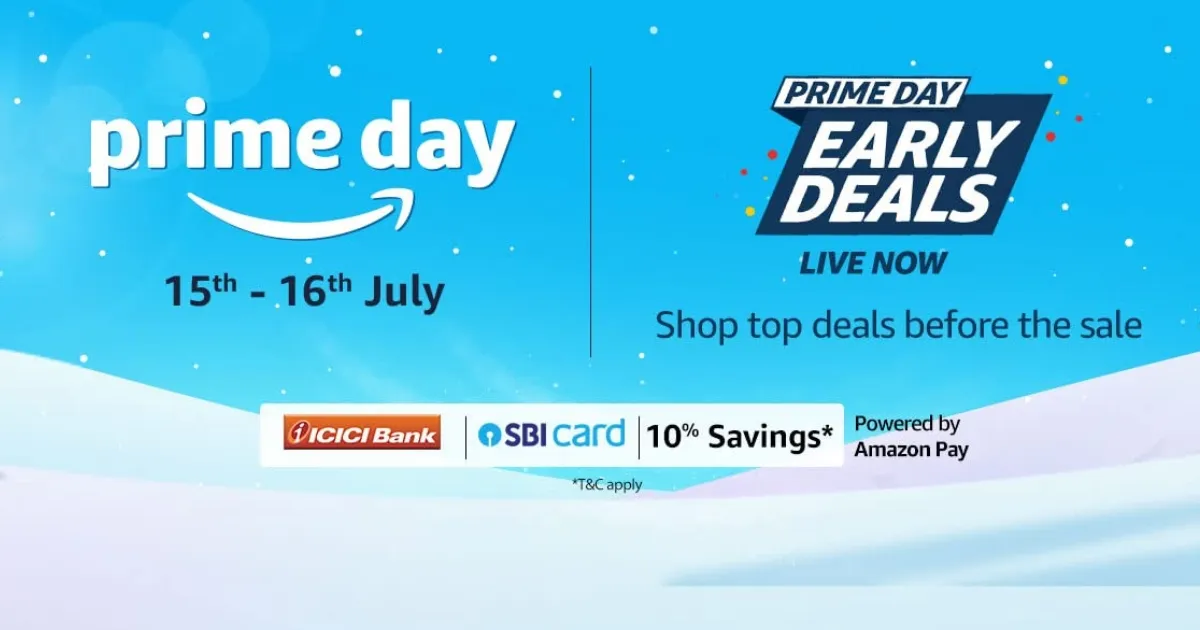 prime day
15th - 16th July
PRIME DAY
EARLY
DEALS
LIVE NOW
Shop top deals before the sale
ICICI Bank
SBI card
10% Savings*
Powered by
Amazon Pay
*T&C apply